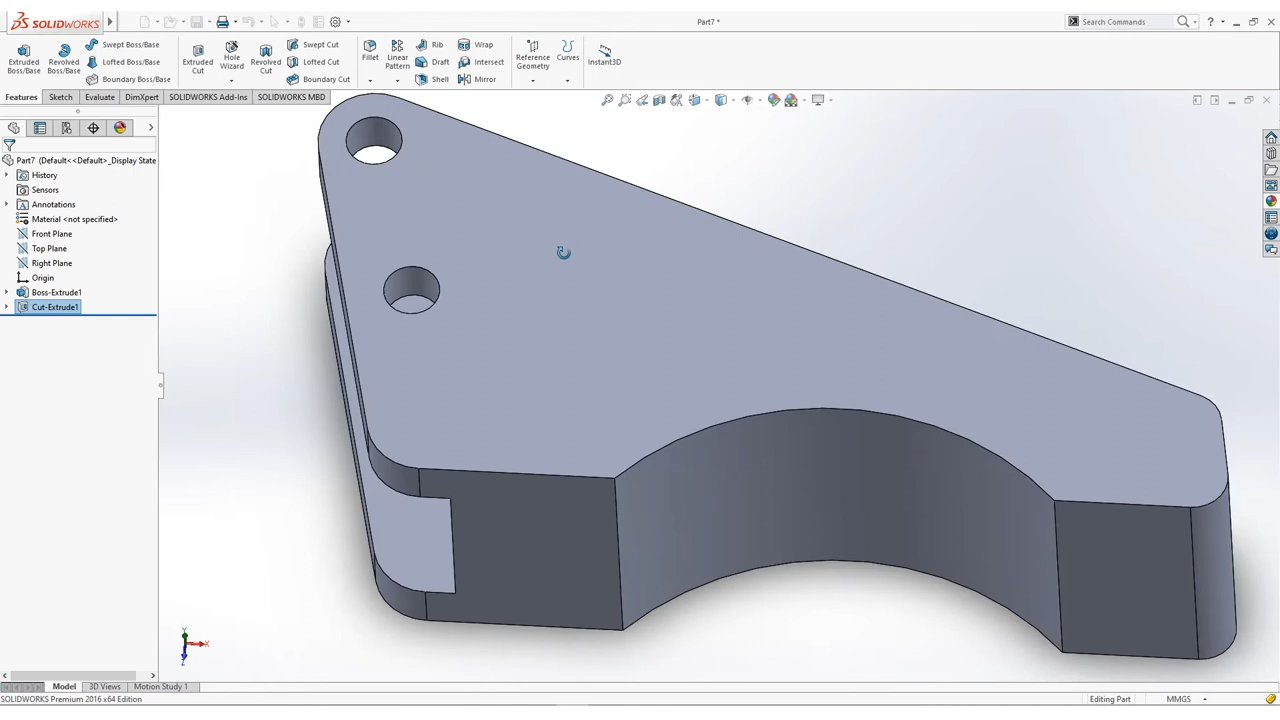 SOLIDWORKS
Part7 *
Search Commands
Extruded Boss/Base
Revolved Boss/Base
Swept Boss/Base
Lofted Boss/Base
Boundary Boss/Base
Extruded Cut
Hole Wizard
Revolved Cut
Swept Cut
Lofted Cut
Boundary Cut
Fillet
Linear Pattern
Rib
Draft
Shell
Wrap
Intersect
Mirror
Reference Geometry
Curves
Instant3D
Features
Sketch
Evaluate
DimXpert
SOLIDWORKS Add-Ins
SOLIDWORKS MBD
Part7 (Default<<Default>_Display State
History
Sensors
Annotations
Material <not specified>
Front Plane
Top Plane
Right Plane
Origin
Boss-Extrude1
Cut-Extrude1
Y
X
Z
Model
3D Views
Motion Study 1
SOLIDWORKS Premium 2016 x64 Edition
Editing Part
MMGS